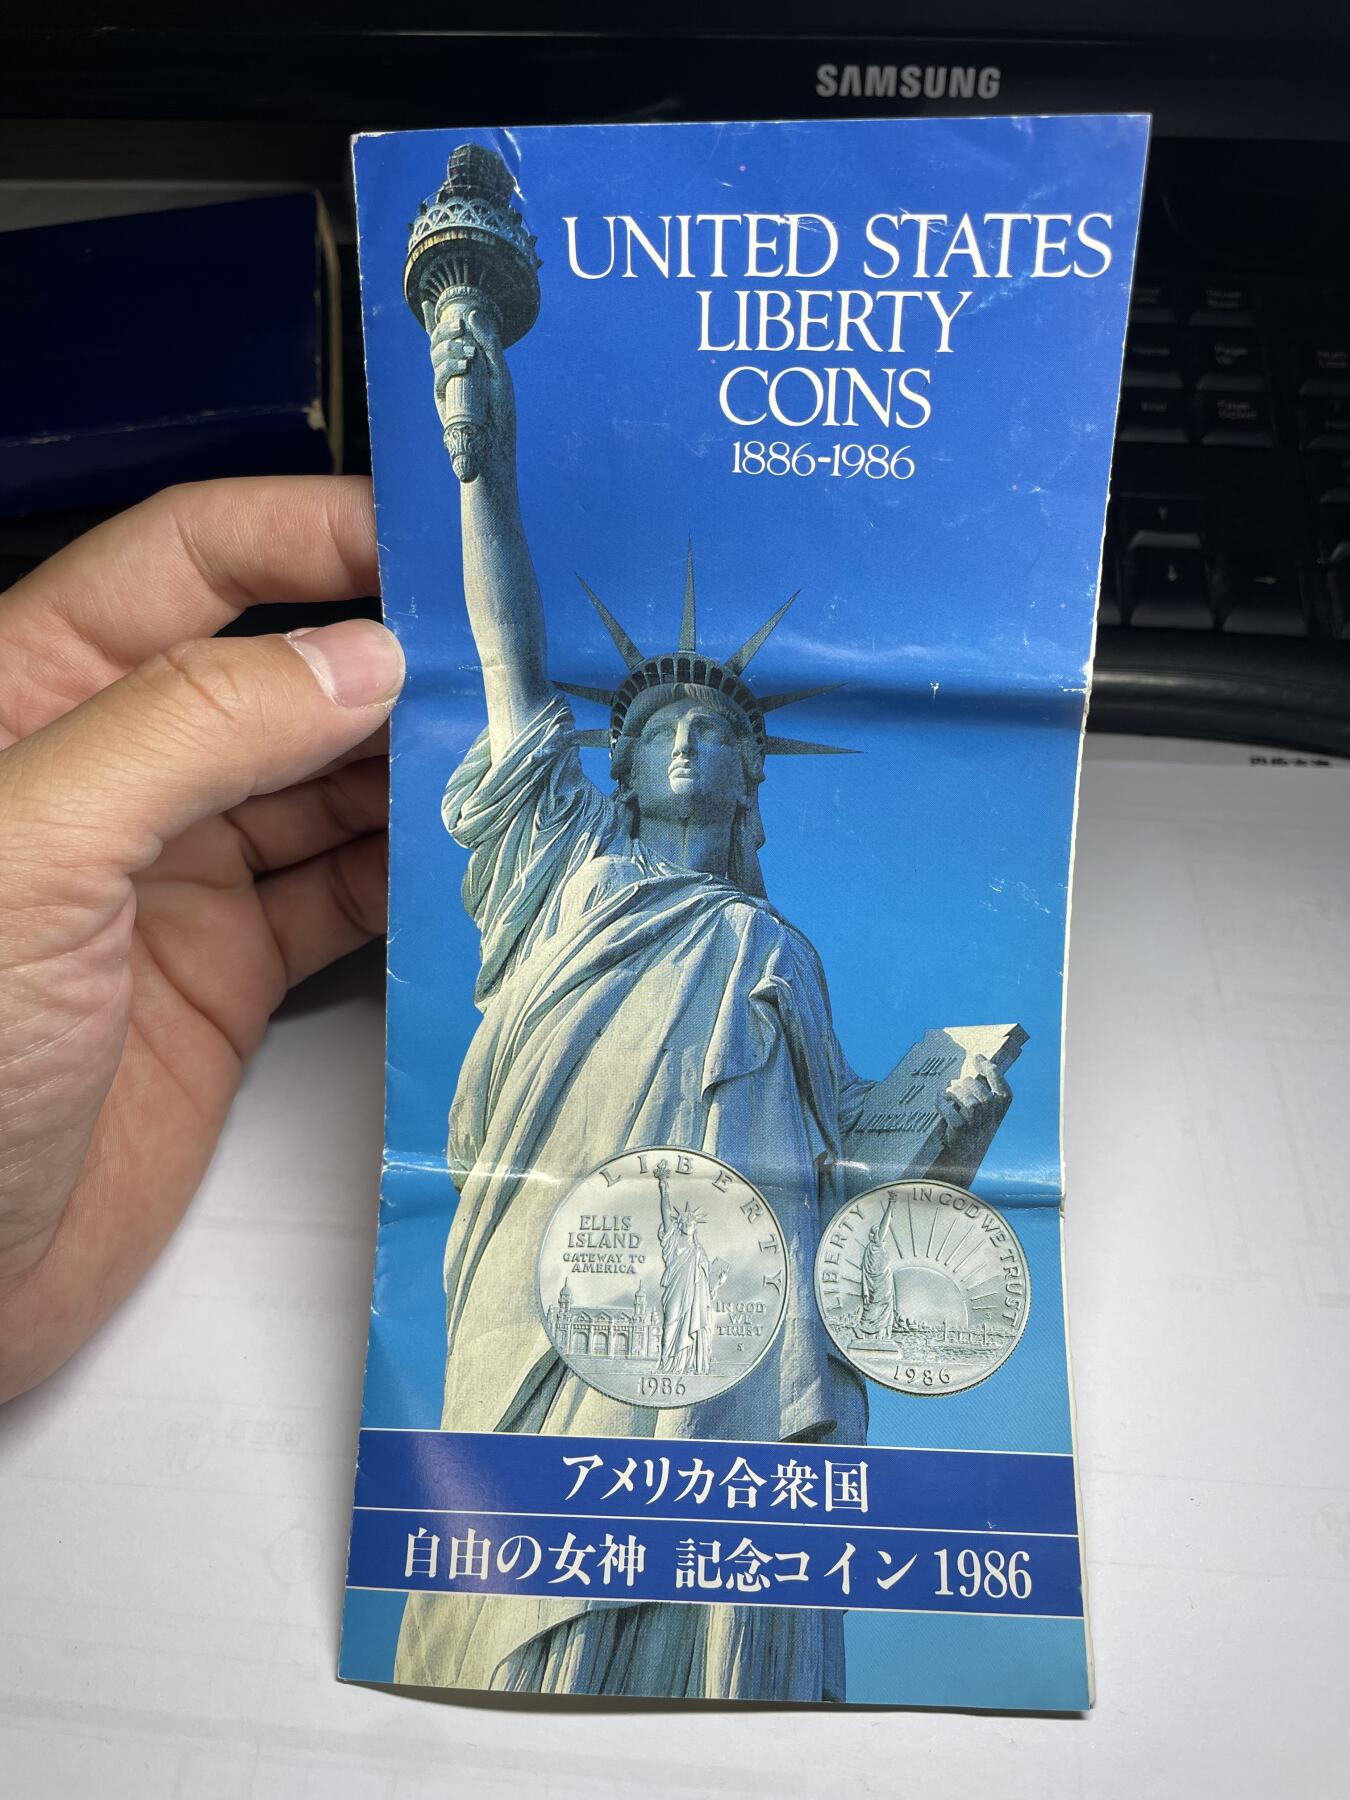 SAMSUNG
UNITED STATES
LIBERTY
COINS
1886-1986
JULY
IV
LIBERTY
ELLIS
ISLAND
GATEWAY TO
AMERICA
IN GOD
WE
TRUST
S
1986
LIBERTY
IN GOD WE TRUST
1986
アメリカ合衆国
自由の女神 記念コイン 1986